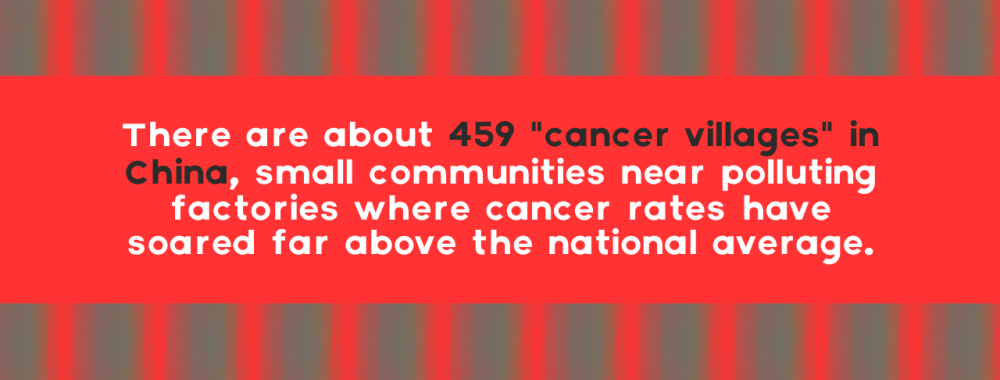 There are about 459 "cancer villages" in
China, small communities near polluting
factories where cancer rates have
soared far above the national average.